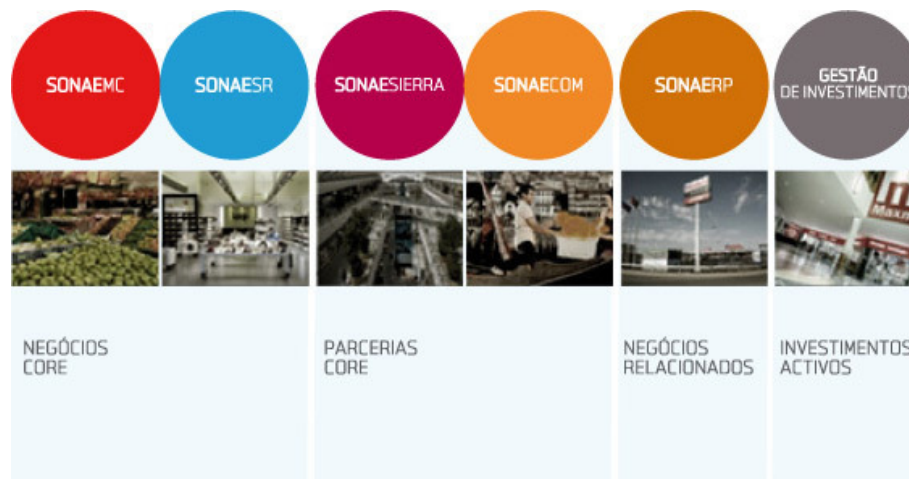 SONAEMC
SONAESR
SONAESIERRA
SONAECOM
SONAERP
GESTÃO
DE INVESTIMENTOS
NEGÓCIOS
CORE
PARCERIAS
CORE
NEGÓCIOS
RELACIONADOS
INVESTIMENTOS
ACTIVOS